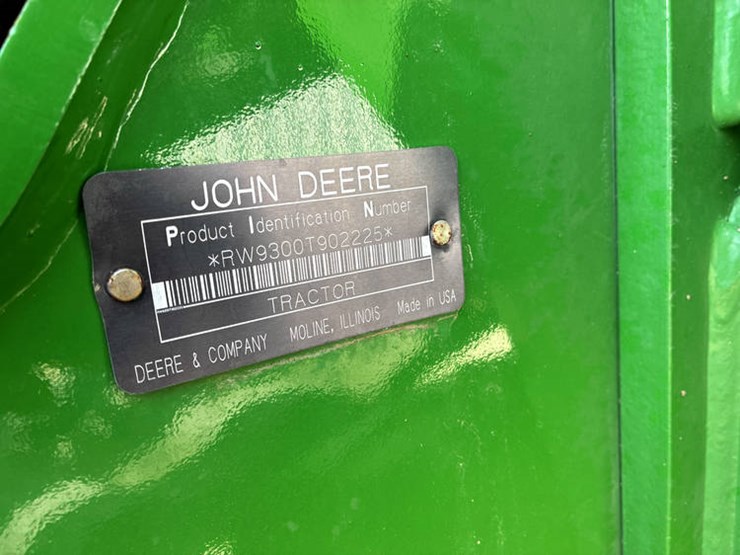 JOHN DEERE
Product Identification Number
*RW9300T902225*
TRACTOR
DEERE & COMPANY MOLINE, ILLINOIS Made in USA